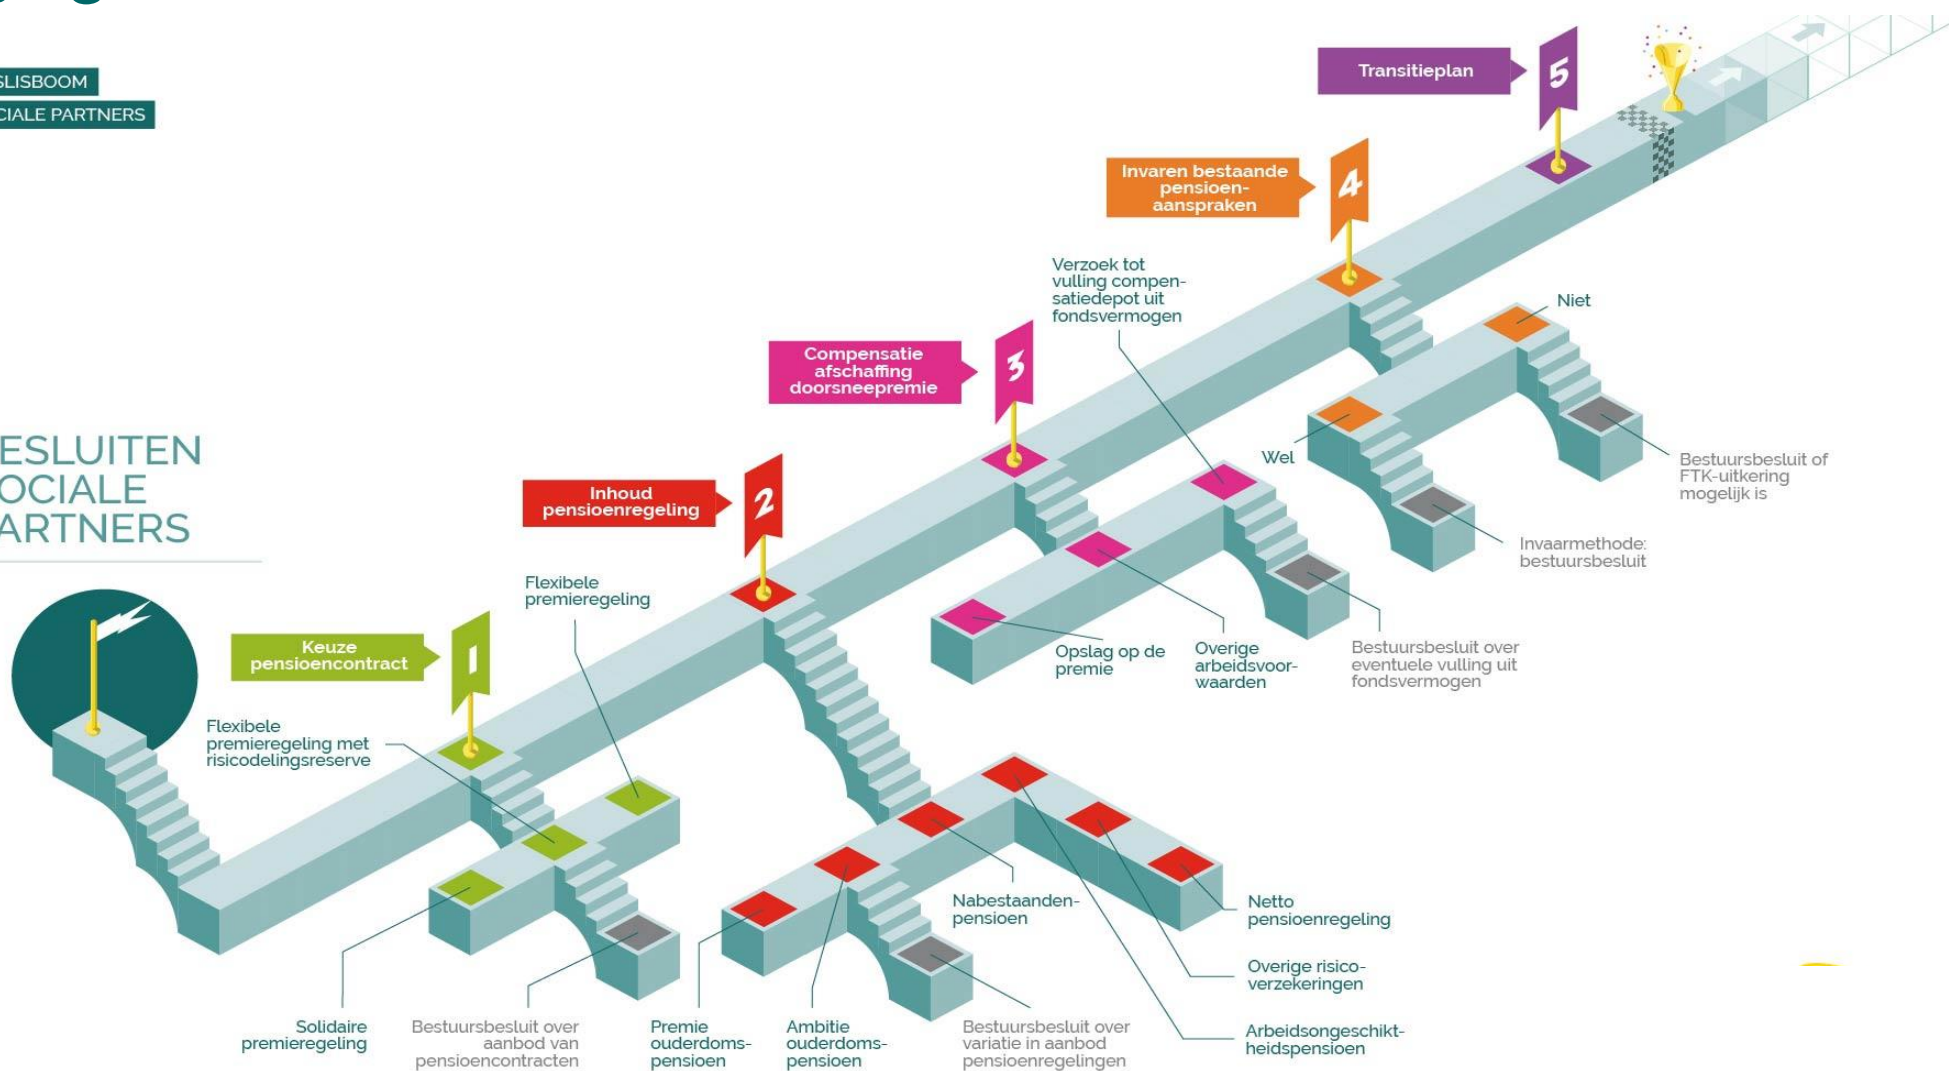 SLISBOOM
CIALE PARTNERS
ESLUITEN
OCIALE
ARTNERS
1
Keuze
pensioencontract
Flexibele
premieregeling met
risicodelingsreserve
Flexibele
premieregeling
Solidaire
premieregeling
Bestuursbesluit over
aanbod van
pensioencontracten
2
Inhoud
pensioenregeling
Premie
ouderdoms-
pensioen
Ambitie
ouderdoms-
pensioen
Bestuursbesluit over
variatie in aanbod
pensioenregelingen
Nabestaanden-
pensioen
Netto
pensioenregeling
Overige risico-
verzekeringen
Arbeidsongeschikt-
heidspensioen
3
Compensatie
afschaffing
doorsneepremie
Verzoek tot
vulling compen-
satiedepot uit
fondsvermogen
Opslag op de
premie
Overige
arbeidsvoor-
waarden
Bestuursbesluit over
eventuele vulling uit
fondsvermogen
4
Invaren bestaande
pensioen-
aanspraken
Niet
Wel
Bestuursbesluit of
FTK-uitkering
mogelijk is
Invaarmethode:
bestuursbesluit
5
Transitieplan